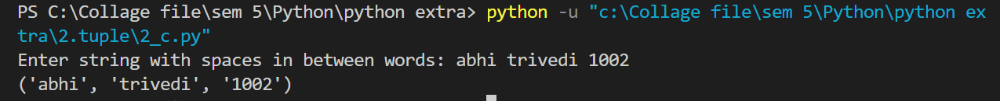 PS C:\Collage file\sem 5\Python\python extra> python -u "c:\Collage file\sem 5\Python\python ex
tra\2.tuple\2_c.py"
Enter string with spaces in between words: abhi trivedi 1002
('abhi', 'trivedi', '1002')